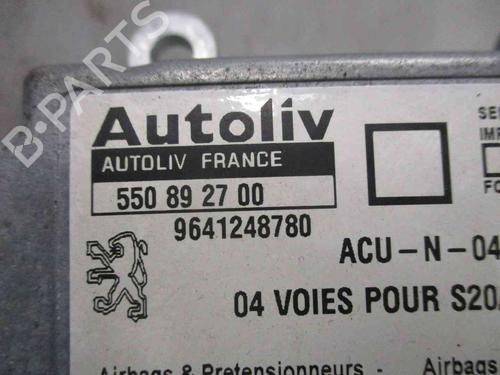 Autoliv
AUTOLIV FRANCE
550 89 27 00
9641248780
ACU-N-04
04 VOIES POUR S20
Airbags & Pretensionneurs - Airbags &
B-PARTS